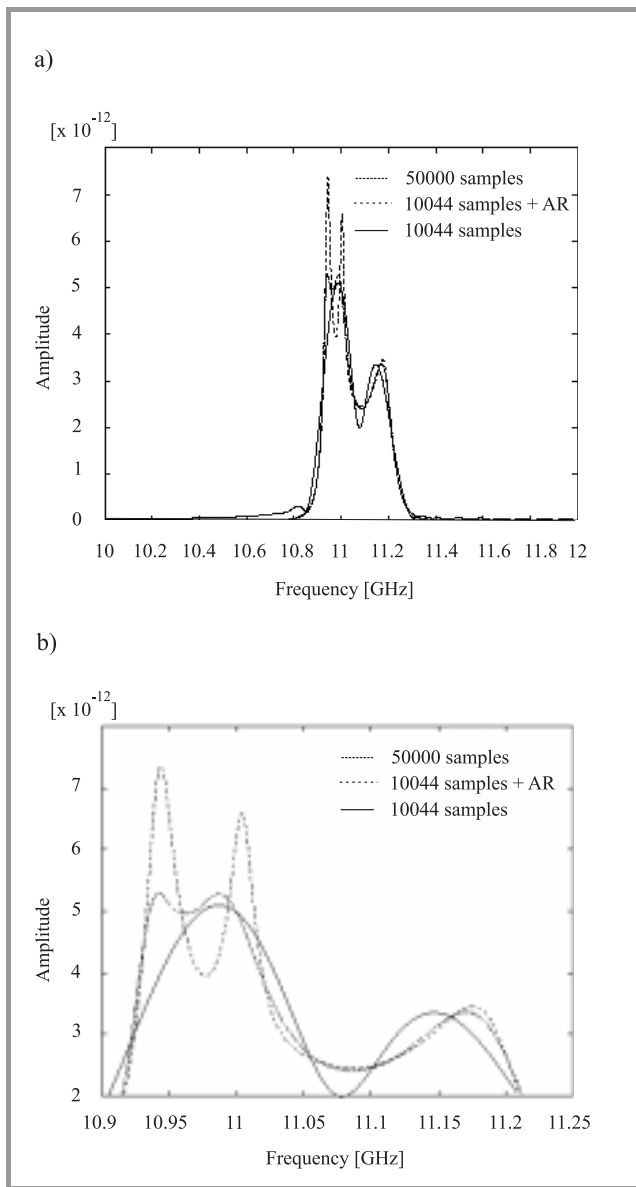 a)
[x 10⁻¹²]
7
6
5
4
3
2
1
0
Amplitude
50000 samples
10044 samples + AR
10044 samples
10 10.2 10.4 10.6 10.8 11 11.2 11.4 11.6 11.8 12
Frequency [GHz]
b)
[x 10⁻¹²]
7
6
5
4
3
2
Amplitude
50000 samples
10044 samples + AR
10044 samples
10.9 10.95 11 11.05 11.1 11.15 11.2 11.25
Frequency [GHz]